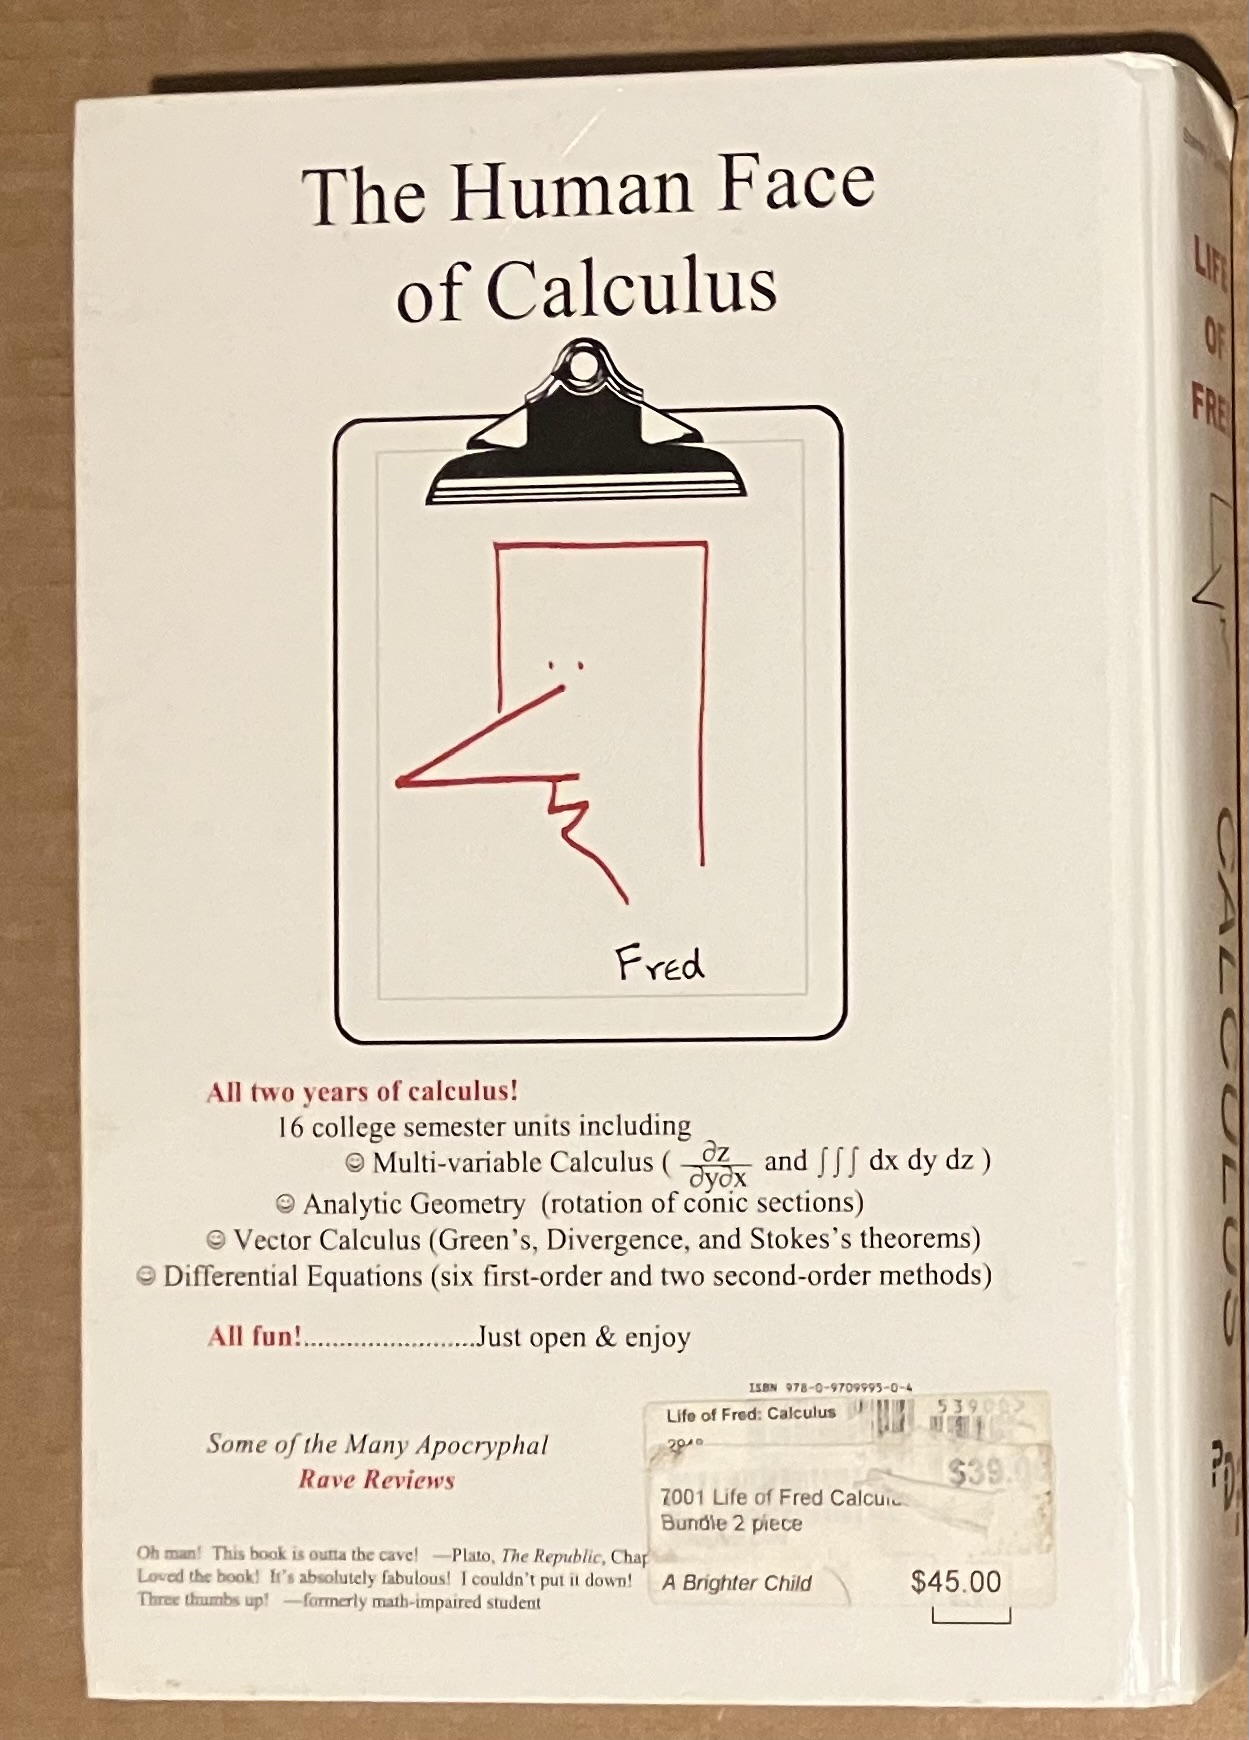 The Human Face
of Calculus
Fred
All two years of calculus!
16 college semester units including
☺ Multi-variable Calculus ( ∂z/∂y∂x and ∫∫∫ dx dy dz )
☺ Analytic Geometry (rotation of conic sections)
☺ Vector Calculus (Green's, Divergence, and Stokes's theorems)
☺ Differential Equations (six first-order and two second-order methods)
All fun!........................Just open & enjoy
Some of the Many Apocryphal
Rave Reviews
Oh man! This book is outta the cave! —Plato, The Republic, Chap
Loved the book! It's absolutely fabulous! I couldn't put it down!
Three thumbs up! —formerly math-impaired student
ISBN 978-0-9709995-0-4
Life of Fred: Calculus
$39.0
7001 Life of Fred Calculu
Bundle 2 piece
A Brighter Child
$45.00
LIFE
OF
FRE
CALCULUS